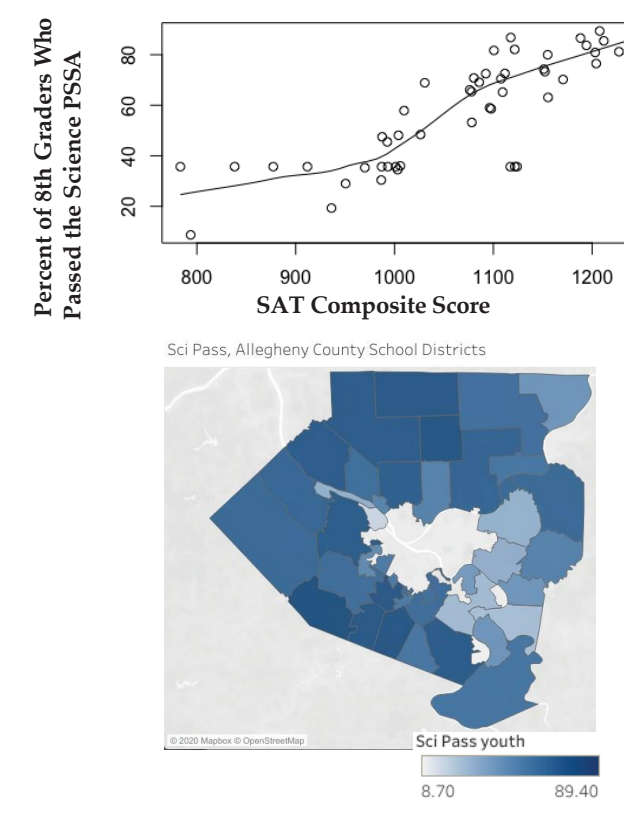 Percent of 8th Graders Who
Passed the Science PSSA
80
60
40
20
800 900 1000 1100 1200
SAT Composite Score
Sci Pass, Allegheny County School Districts
© 2020 Mapbox © OpenStreetMap
Sci Pass youth
8.70 89.40